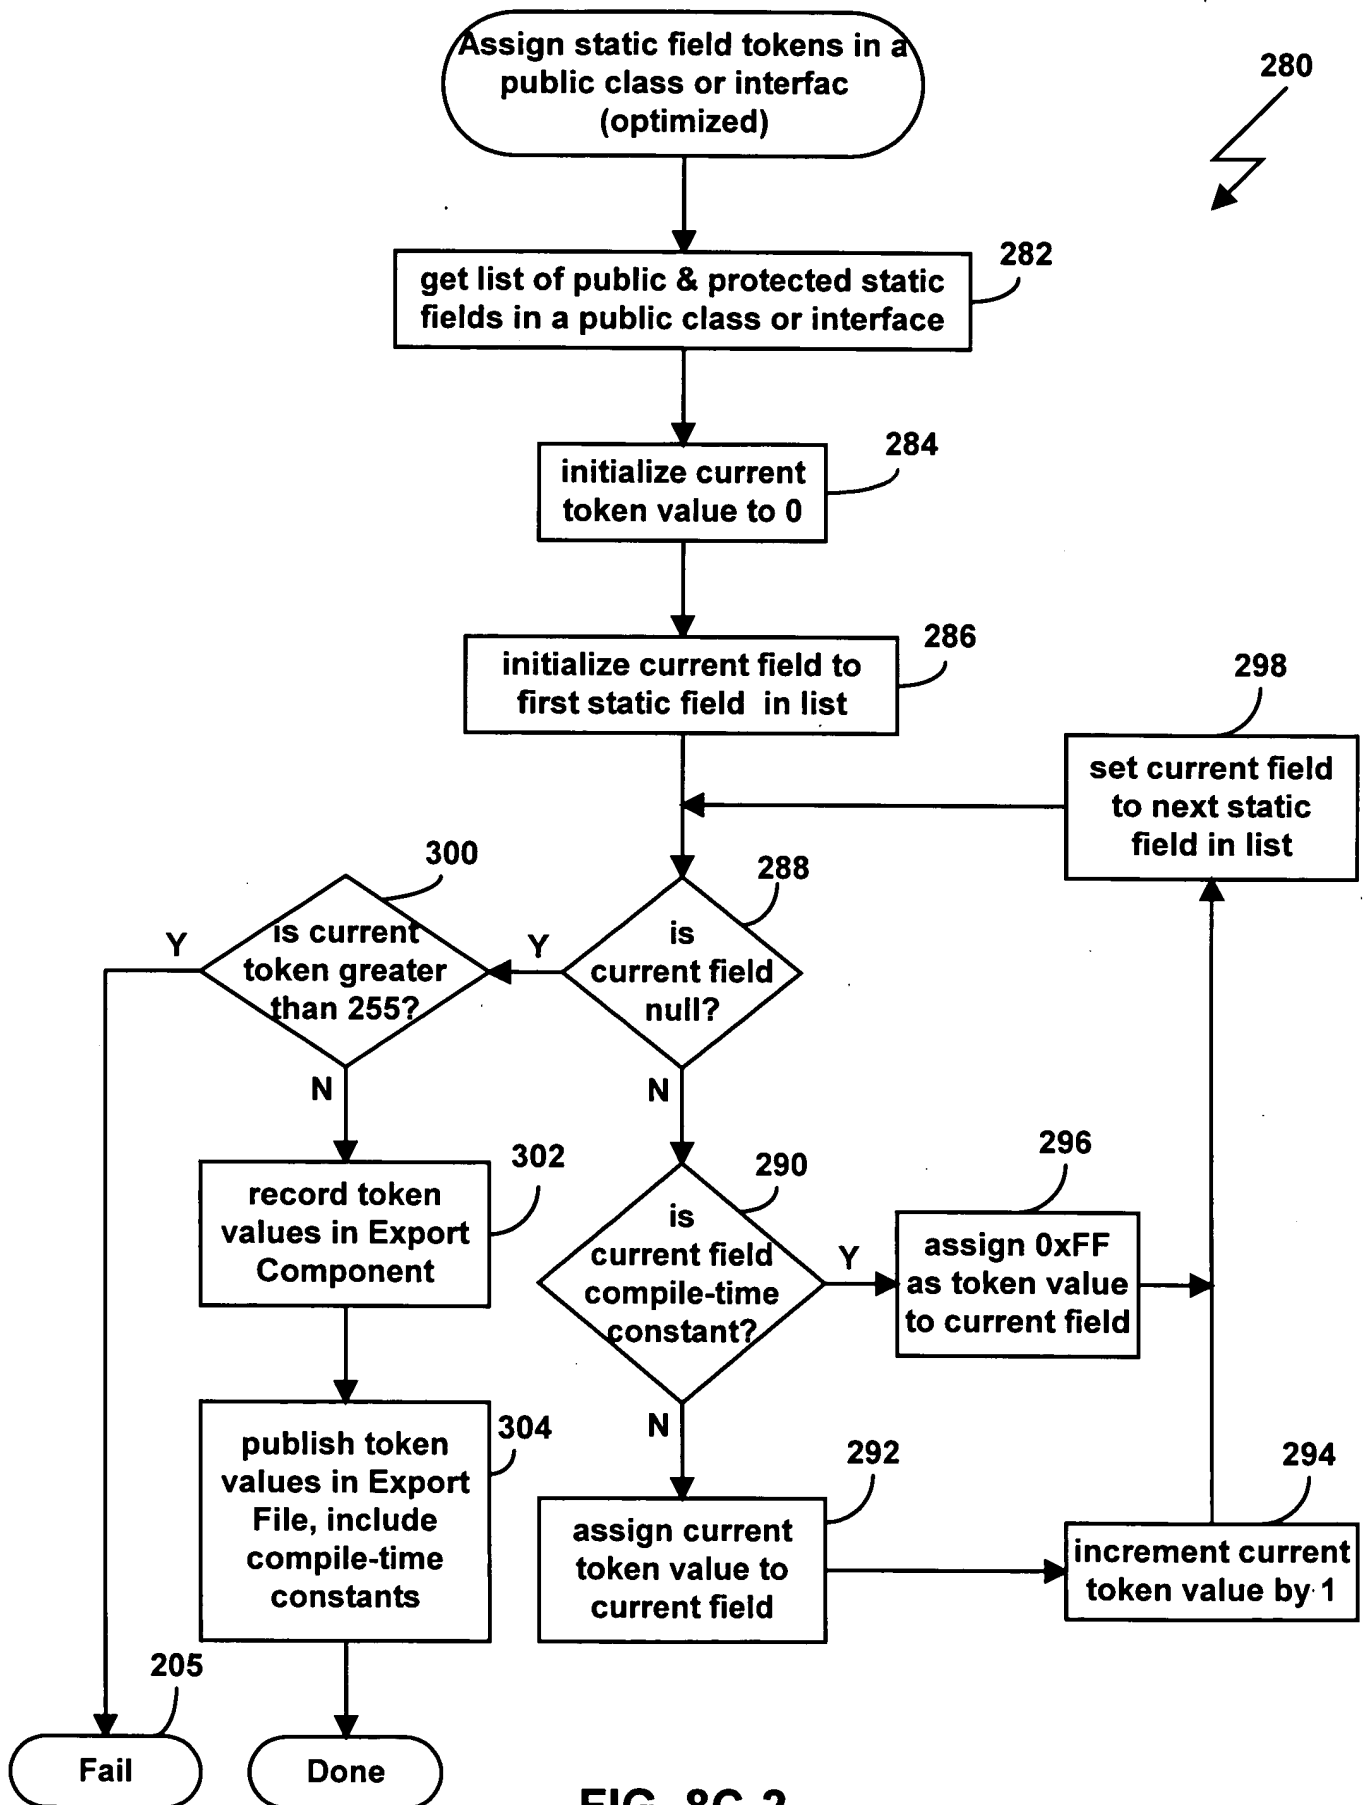 Assign static field tokens in a
public class or interfac
(optimized)
280
get list of public & protected static
fields in a public class or interface
282
initialize current
token value to 0
284
initialize current field to
first static field in list
286
298
set current field
to next static
field in list
300
is current
token greater
than 255?
Y
N
288
is
current field
null?
Y
N
302
record token
values in Export
Component
290
is
current field
compile-time
constant?
Y
N
296
assign 0xFF
as token value
to current field
304
publish token
values in Export
File, include
compile-time
constants
292
assign current
token value to
current field
294
increment current
token value by 1
205
Fail
Done
FIG. 8C-2